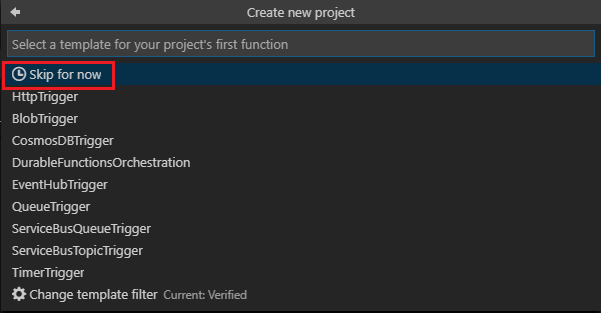 Create new project
Select a template for your project's first function
Skip for now
HttpTrigger
BlobTrigger
CosmosDBTrigger
DurableFunctionsOrchestration
EventHubTrigger
QueueTrigger
ServiceBusQueueTrigger
ServiceBusTopicTrigger
TimerTrigger
Change template filter Current: Verified